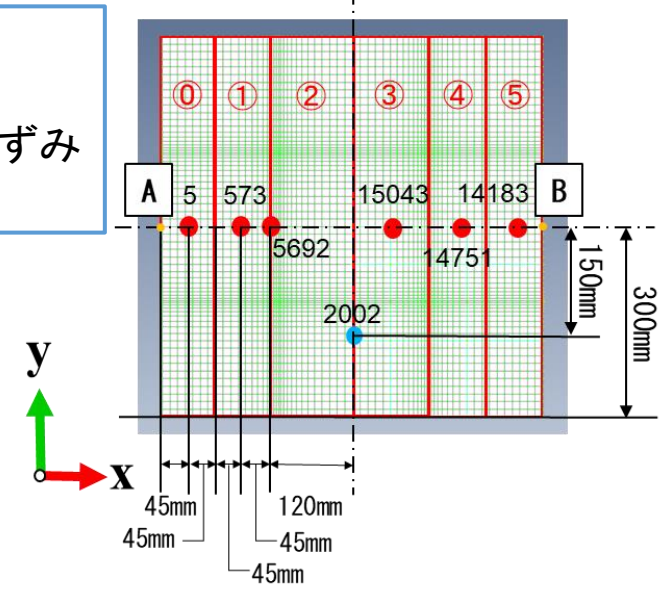 ずみ
⓪ ① ② ③ ④ ⑤
A 5 573 15043 14183 B
5692 14751
2002
150mm
300mm
y
x
45mm 120mm
45mm 45mm
45mm